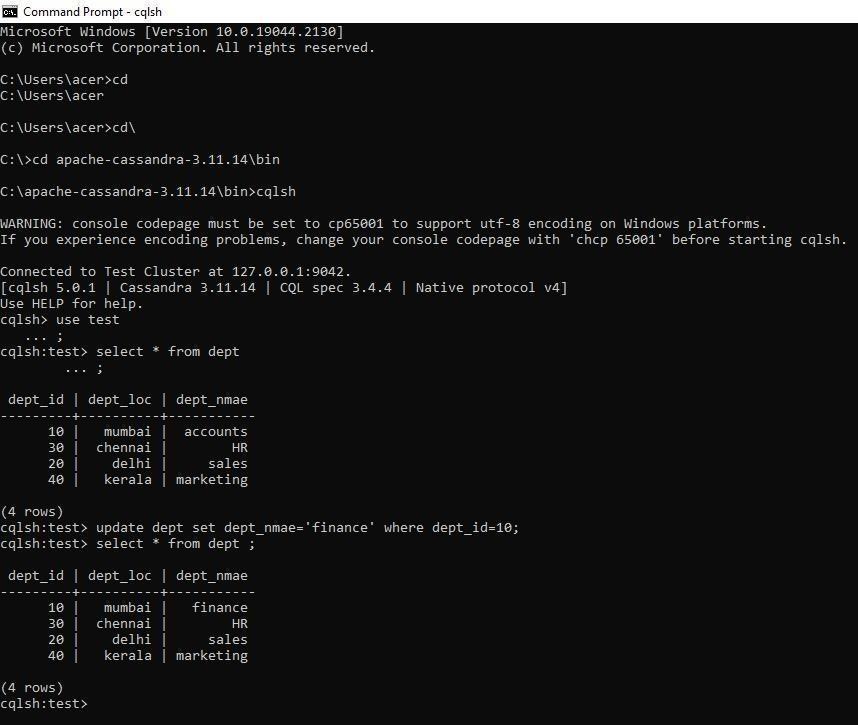 Command Prompt - cqlsh
Microsoft Windows [Version 10.0.19044.2130]
(c) Microsoft Corporation. All rights reserved.
C:\Users\acer>cd
C:\Users\acer
C:\Users\acer>cd\
C:\>cd apache-cassandra-3.11.14\bin
C:\apache-cassandra-3.11.14\bin>cqlsh
WARNING: console codepage must be set to cp65001 to support utf-8 encoding on Windows platforms.
If you experience encoding problems, change your console codepage with 'chcp 65001' before starting cqlsh.
Connected to Test Cluster at 127.0.0.1:9042.
[cqlsh 5.0.1 | Cassandra 3.11.14 | CQL spec 3.4.4 | Native protocol v4]
Use HELP for help.
cqlsh> use test
   ... ;
cqlsh:test> select * from dept
        ... ;
 dept_id | dept_loc | dept_nmae
---------+----------+-----------
      10 |   mumbai |  accounts
      30 |  chennai |        HR
      20 |    delhi |     sales
      40 |   kerala | marketing
(4 rows)
cqlsh:test> update dept set dept_nmae='finance' where dept_id=10;
cqlsh:test> select * from dept ;
 dept_id | dept_loc | dept_nmae
---------+----------+-----------
      10 |   mumbai |   finance
      30 |  chennai |        HR
      20 |    delhi |     sales
      40 |   kerala | marketing
(4 rows)
cqlsh:test>